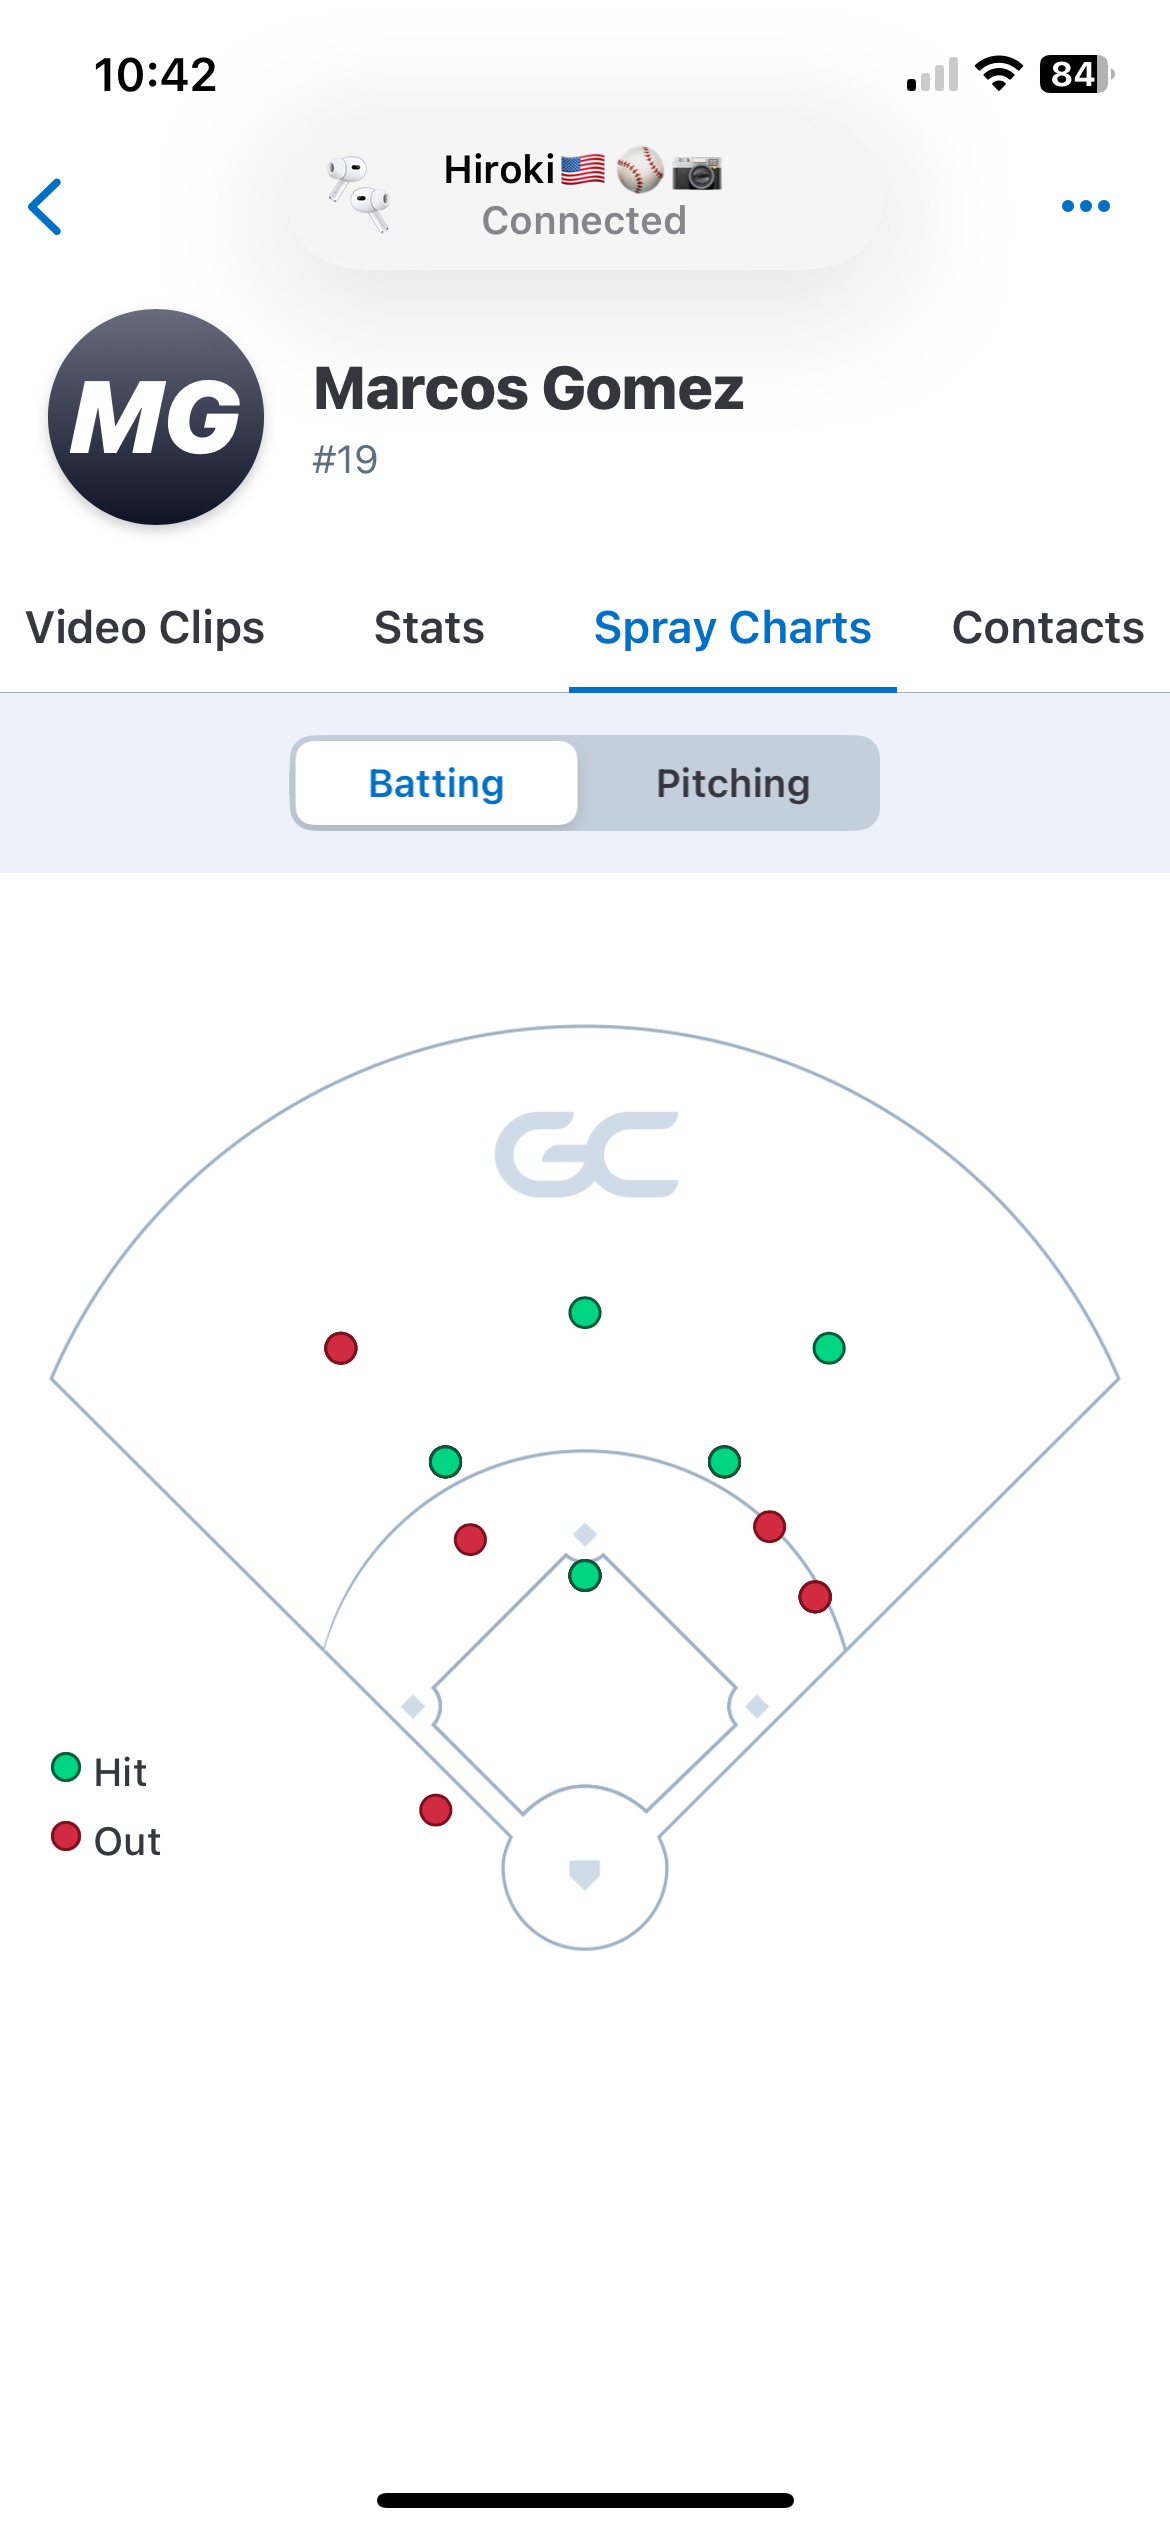 10:42
84
Hiroki🇺🇸⚾📷
Connected
MG
Marcos Gomez
#19
Video Clips Stats Spray Charts Contacts
Batting Pitching
GC
Hit
Out